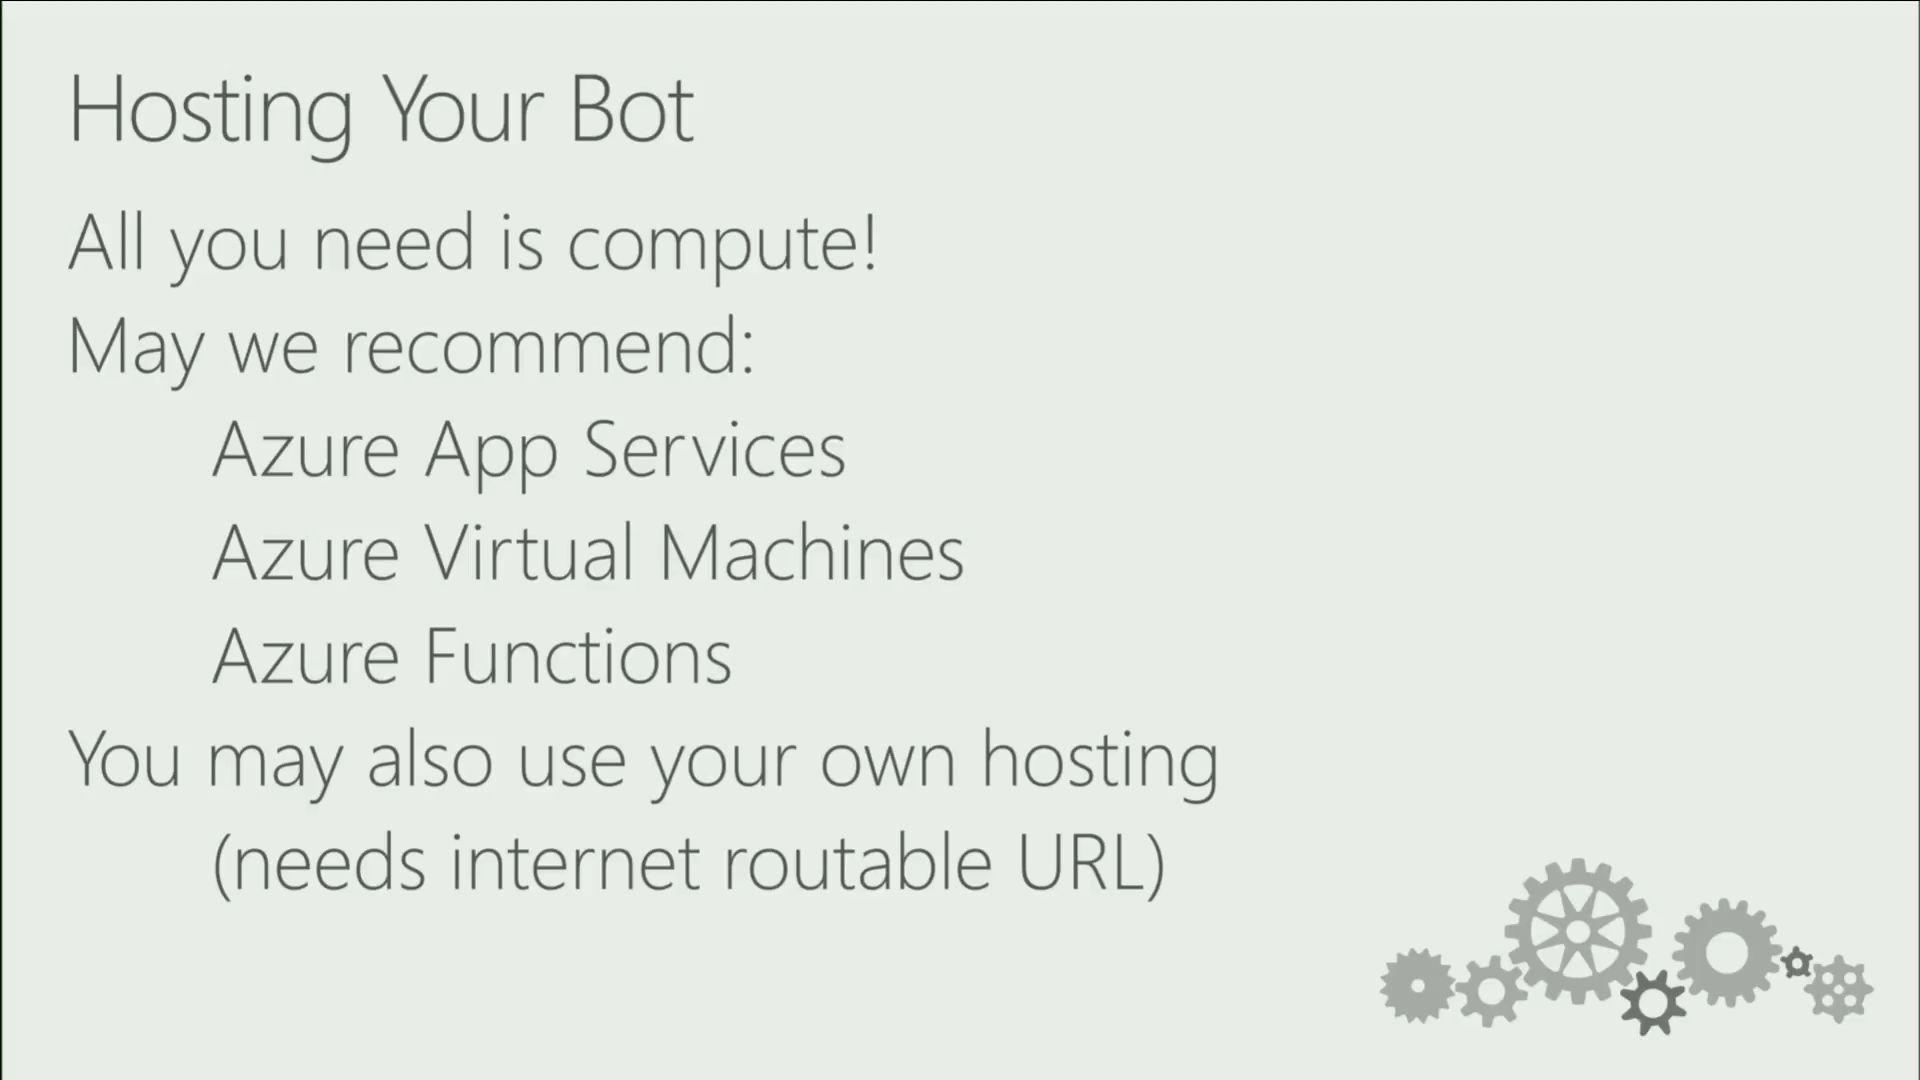 Hosting Your Bot
All you need is compute!
May we recommend:
Azure App Services
Azure Virtual Machines
Azure Functions
You may also use your own hosting
(needs internet routable URL)